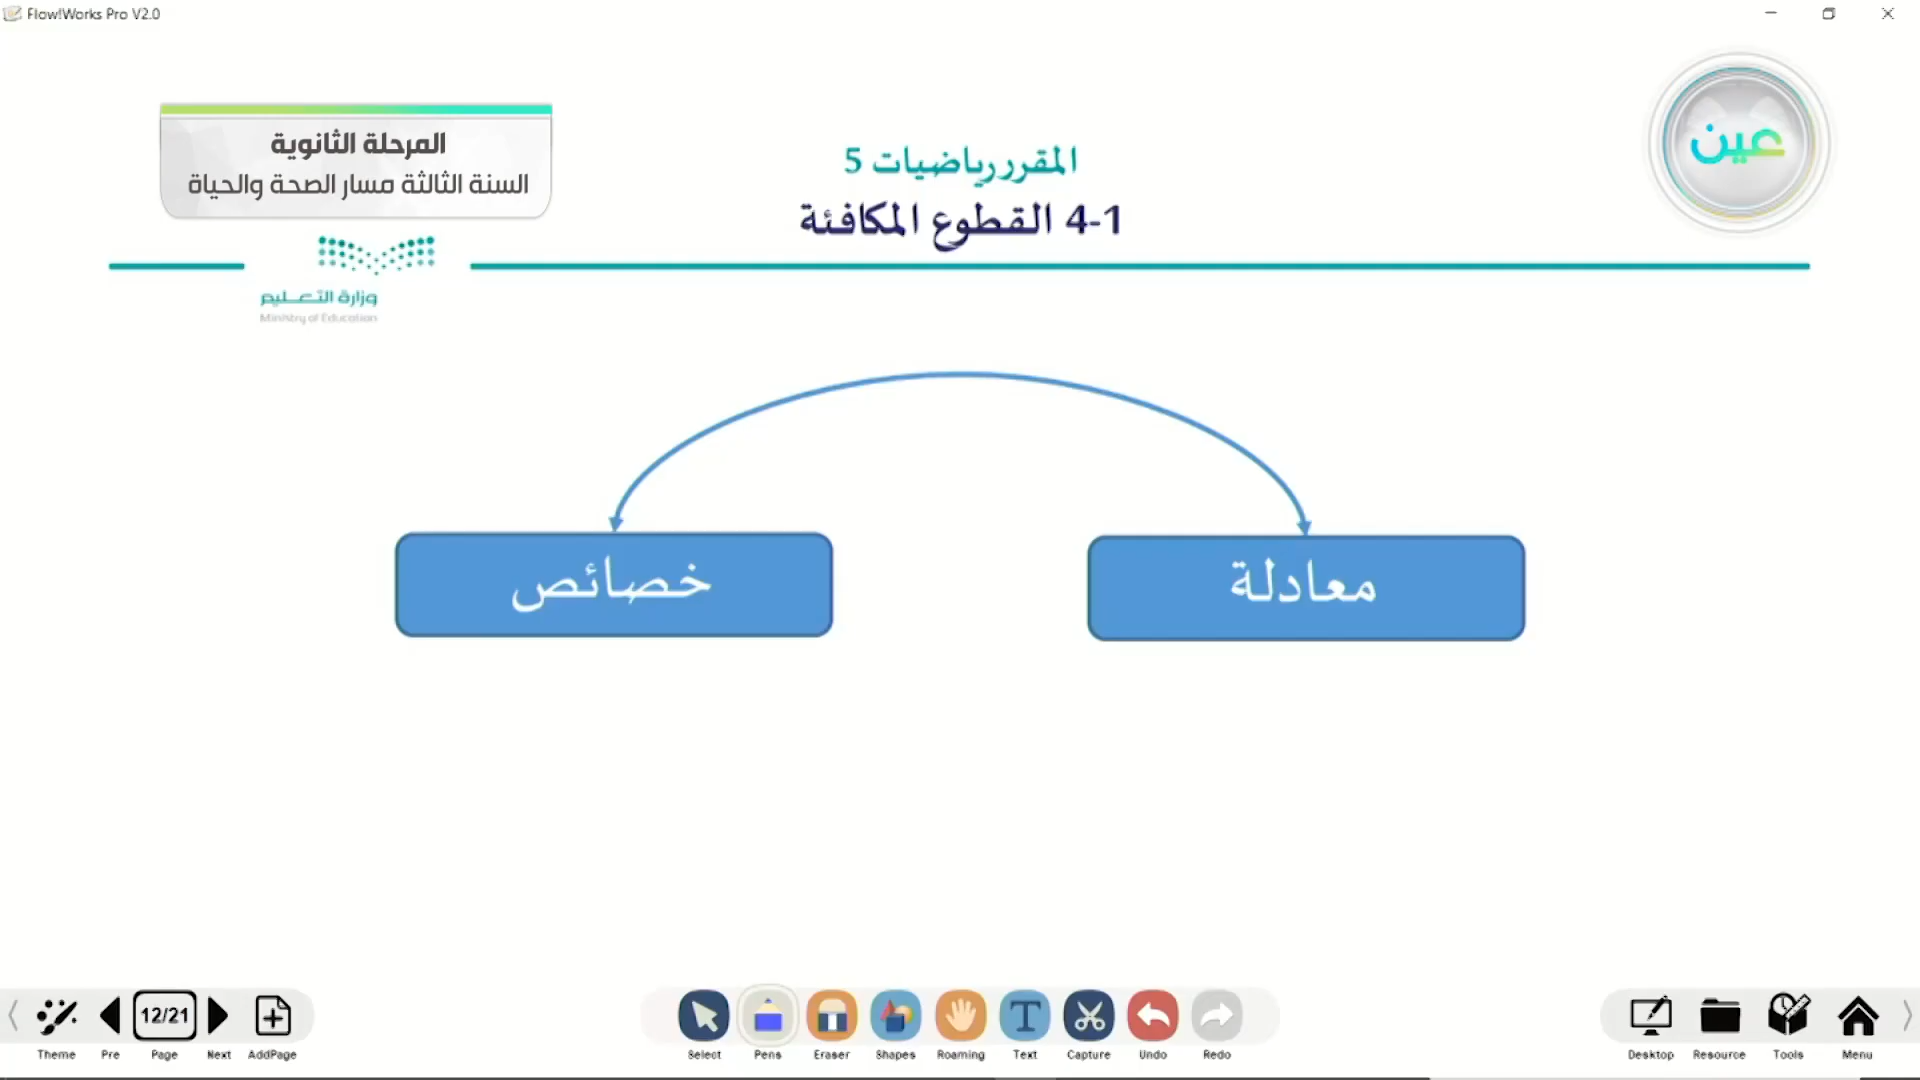 Flow!Works Pro V2.0
عين
المرحلة الثانوية
السنة الثالثة مسار الصحة والحياة
المقرر رياضيات 5
4-1 القطوع المكافئة
وزارة التعليم
Ministry of Education
معادلة
خصائص
12/21
Theme Pre Page Next AddPage
Select Pens Eraser Shapes Roaming Text Capture Undo Redo
Desktop Resource Tools Menu